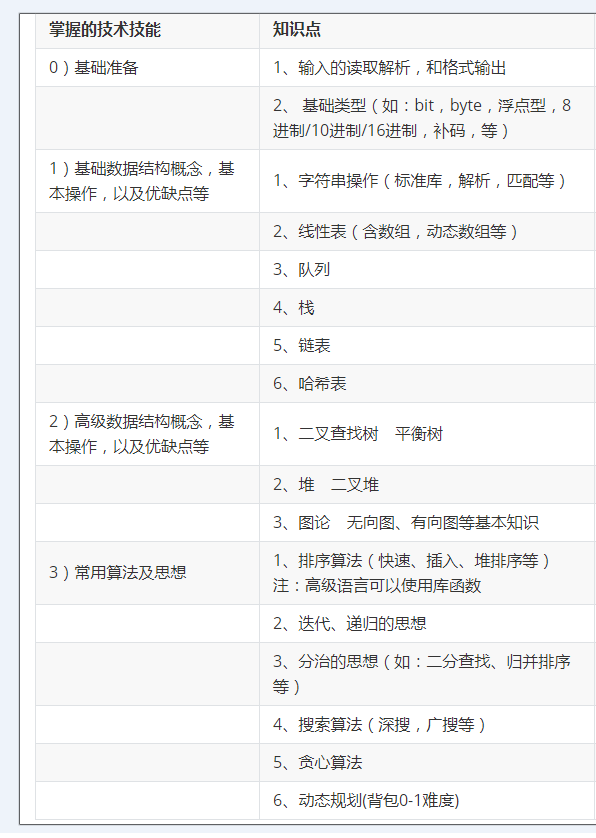 掌握的技术技能 知识点
0）基础准备 1、输入的读取解析，和格式输出
2、 基础类型（如：bit，byte，浮点型，8
进制/10进制/16进制，补码，等）
1）基础数据结构概念，基
本操作，以及优缺点等
1、字符串操作（标准库，解析，匹配等）
2、线性表（含数组，动态数组等）
3、队列
4、栈
5、链表
6、哈希表
2）高级数据结构概念，基
本操作，以及优缺点等
1、二叉查找树 平衡树
2、堆 二叉堆
3、图论 无向图、有向图等基本知识
3）常用算法及思想
1、排序算法（快速、插入、堆排序等）
注：高级语言可以使用库函数
2、迭代、递归的思想
3、分治的思想（如：二分查找、归并排序
等）
4、搜索算法（深搜，广搜等）
5、贪心算法
6、动态规划(背包0-1难度)